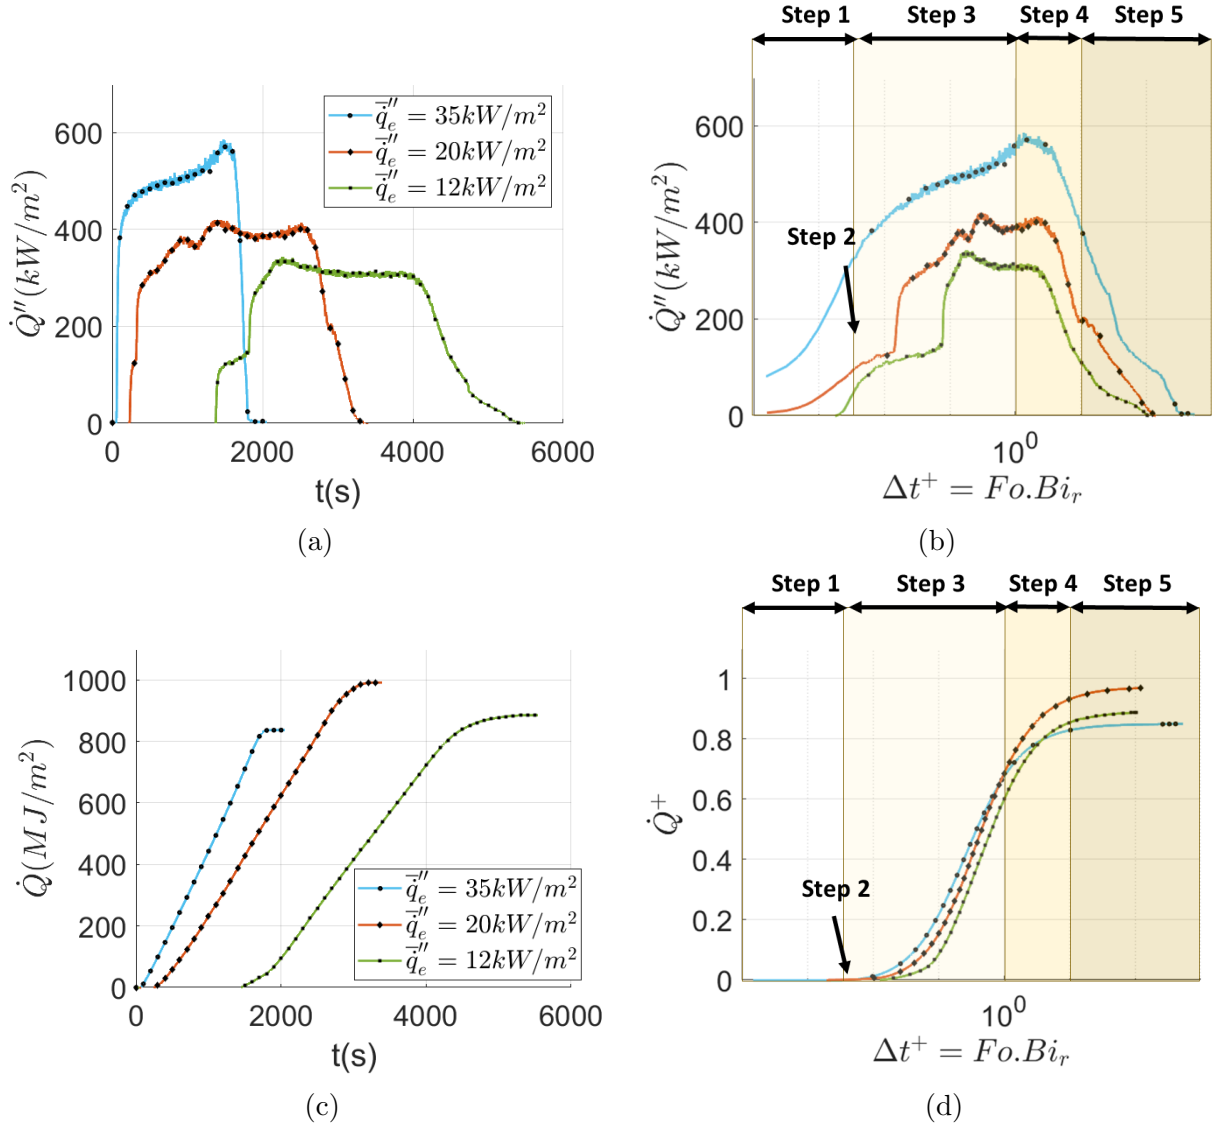 Step 1 Step 3 Step 4 Step 5
600
400
200
0
Q̇''(kW/m²)
q̄̇ₑ'' = 35kW/m²
q̄̇ₑ'' = 20kW/m²
q̄̇ₑ'' = 12kW/m²
0 2000 4000 6000
t(s)
(a)
600
400
200
0
Q̇''(kW/m²)
Step 2
10⁰
Δt⁺ = Fo.Biᵣ
(b)
1000
800
600
400
200
0
Q̇(MJ/m²)
q̄̇ₑ'' = 35kW/m²
q̄̇ₑ'' = 20kW/m²
q̄̇ₑ'' = 12kW/m²
0 2000 4000 6000
t(s)
(c)
Step 1 Step 3 Step 4 Step 5
1
0.8
0.6
0.4
0.2
0
Q̇⁺
Step 2
10⁰
Δt⁺ = Fo.Biᵣ
(d)